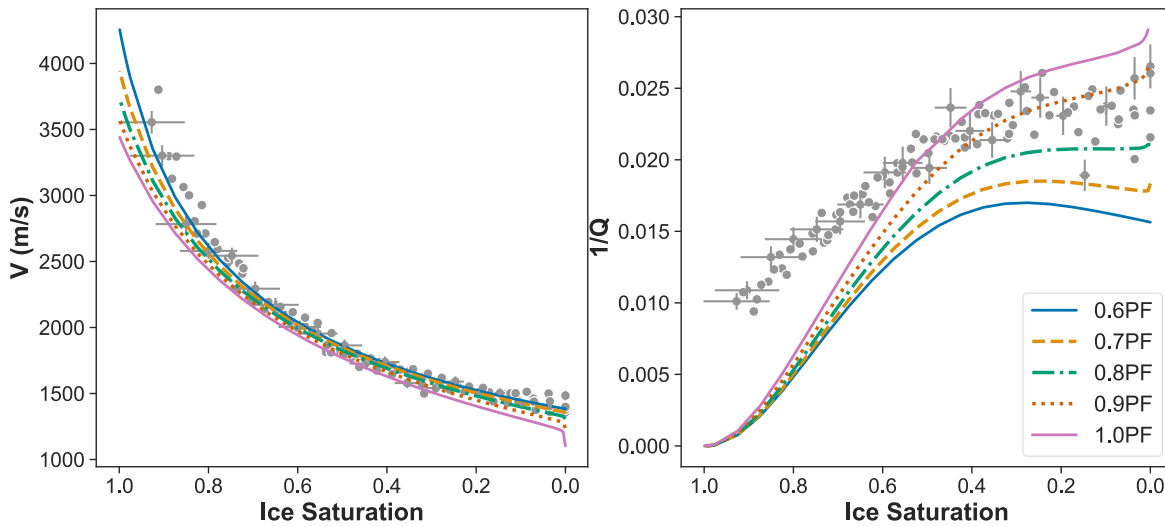 4000
3500
3000
2500
2000
1500
1000
V (m/s)
1.0 0.8 0.6 0.4 0.2 0.0
Ice Saturation
0.030
0.025
0.020
0.015
0.010
0.005
0.000
1/Q
1.0 0.8 0.6 0.4 0.2 0.0
Ice Saturation
0.6PF
0.7PF
0.8PF
0.9PF
1.0PF